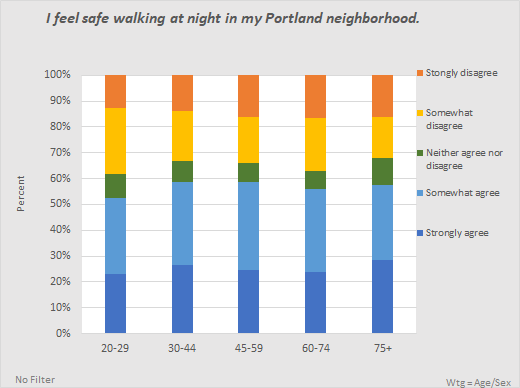 I feel safe walking at night in my Portland neighborhood.
100%
90%
80%
70%
60%
50%
40%
30%
20%
10%
0%
Percent
20-29 30-44 45-59 60-74 75+
Stongly disagree
Somewhat
disagree
Neither agree nor
disagree
Somewhat agree
Strongly agree
No Filter
Wtg = Age/Sex